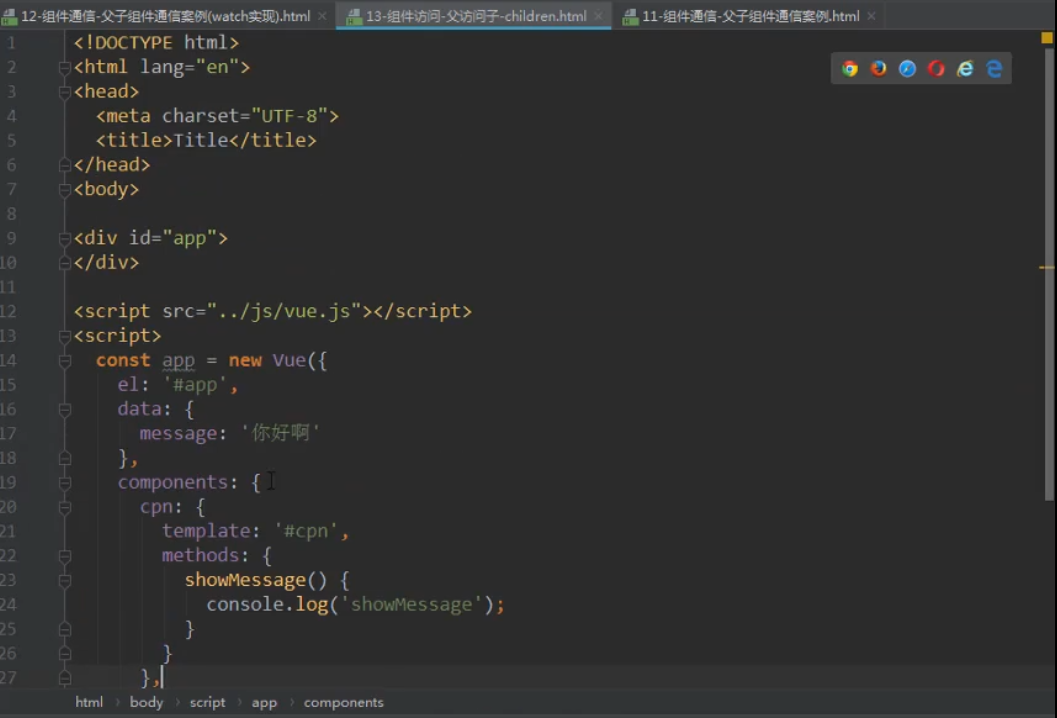 12-组件通信-父子组件通信案例(watch实现).html
13-组件访问-父访问子-children.html
11-组件通信-父子组件通信案例.html
1 <!DOCTYPE html>
2 <html lang="en">
3 <head>
4 <meta charset="UTF-8">
5 <title>Title</title>
6 </head>
7 <body>
8
9 <div id="app">
10 </div>
11
12 <script src="../js/vue.js"></script>
13 <script>
14 const app = new Vue({
15 el: '#app',
16 data: {
17 message: '你好啊'
18 },
19 components: {
20 cpn: {
21 template: '#cpn',
22 methods: {
23 showMessage() {
24 console.log('showMessage');
25 }
26 }
27 },
html › body › script › app › components